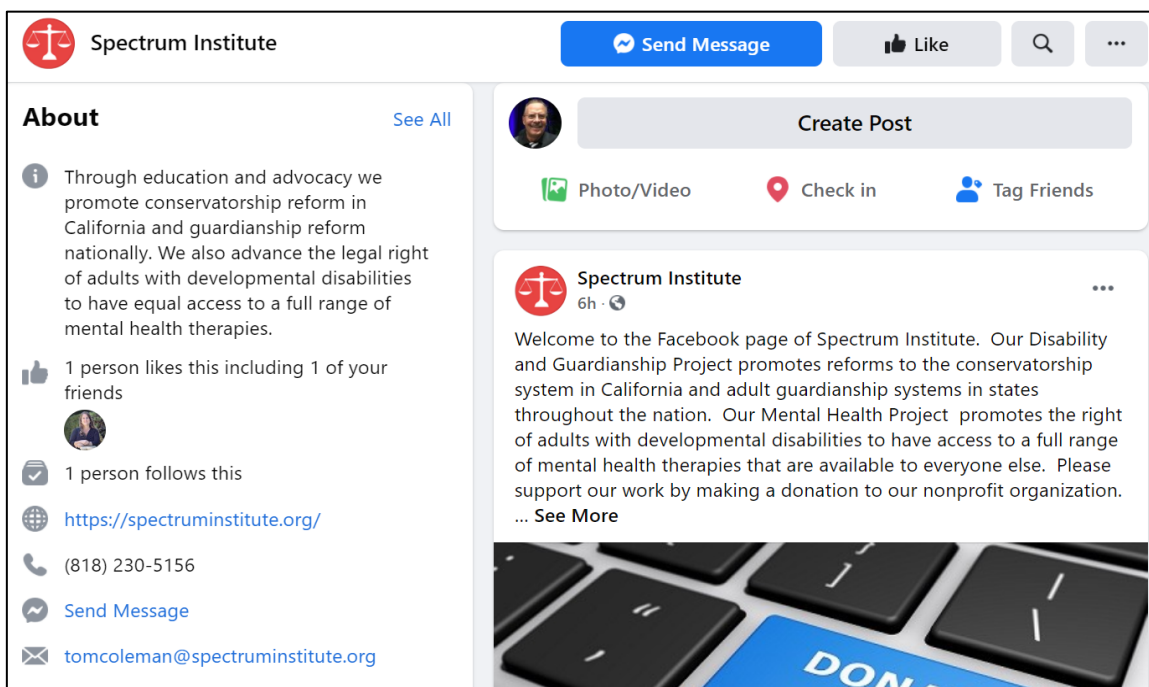 Spectrum Institute
Send Message
Like
About
See All
Through education and advocacy we
promote conservatorship reform in
California and guardianship reform
nationally. We also advance the legal right
of adults with developmental disabilities
to have equal access to a full range of
mental health therapies.
1 person likes this including 1 of your
friends
1 person follows this
https://spectruminstitute.org/
(818) 230-5156
Send Message
tomcoleman@spectruminstitute.org
Create Post
Photo/Video
Check in
Tag Friends
Spectrum Institute
6h ·
Welcome to the Facebook page of Spectrum Institute.  Our Disability
and Guardianship Project promotes reforms to the conservatorship
system in California and adult guardianship systems in states
throughout the nation.  Our Mental Health Project  promotes the right
of adults with developmental disabilities to have access to a full range
of mental health therapies that are available to everyone else.  Please
support our work by making a donation to our nonprofit organization.
... See More